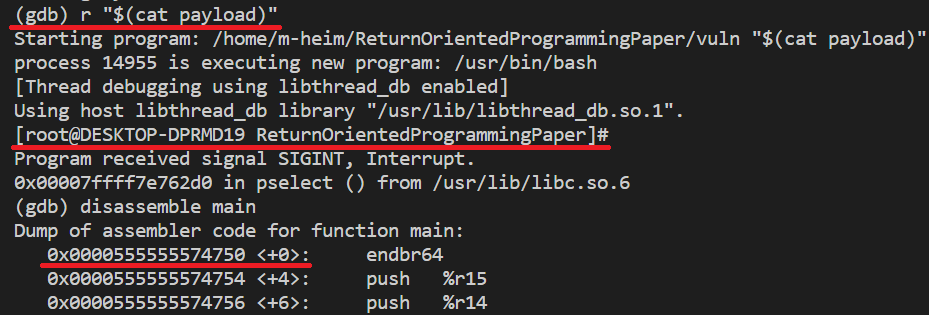 (gdb) r "$(cat payload)"
Starting program: /home/m-heim/ReturnOrientedProgrammingPaper/vuln "$(cat payload)"
process 14955 is executing new program: /usr/bin/bash
[Thread debugging using libthread_db enabled]
Using host libthread_db library "/usr/lib/libthread_db.so.1".
[root@DESKTOP-DPRMD19 ReturnOrientedProgrammingPaper]#
Program received signal SIGINT, Interrupt.
0x00007ffff7e762d0 in pselect () from /usr/lib/libc.so.6
(gdb) disassemble main
Dump of assembler code for function main:
   0x0000555555574750 <+0>:     endbr64
   0x0000555555574754 <+4>:     push   %r15
   0x0000555555574756 <+6>:     push   %r14